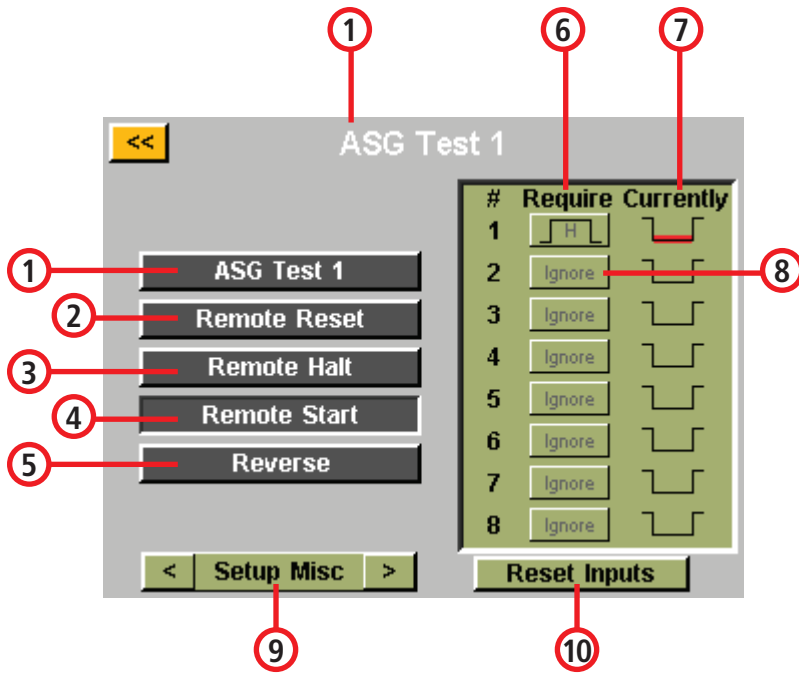 1 6 7
<< ASG Test 1
# Require Currently
1 H
1 ASG Test 1 2 Ignore 8
2 Remote Reset 3 Ignore
3 Remote Halt 4 Ignore
4 Remote Start 5 Ignore
6 Ignore
5 Reverse 7 Ignore
8 Ignore
< Setup Misc > Reset Inputs
9 10